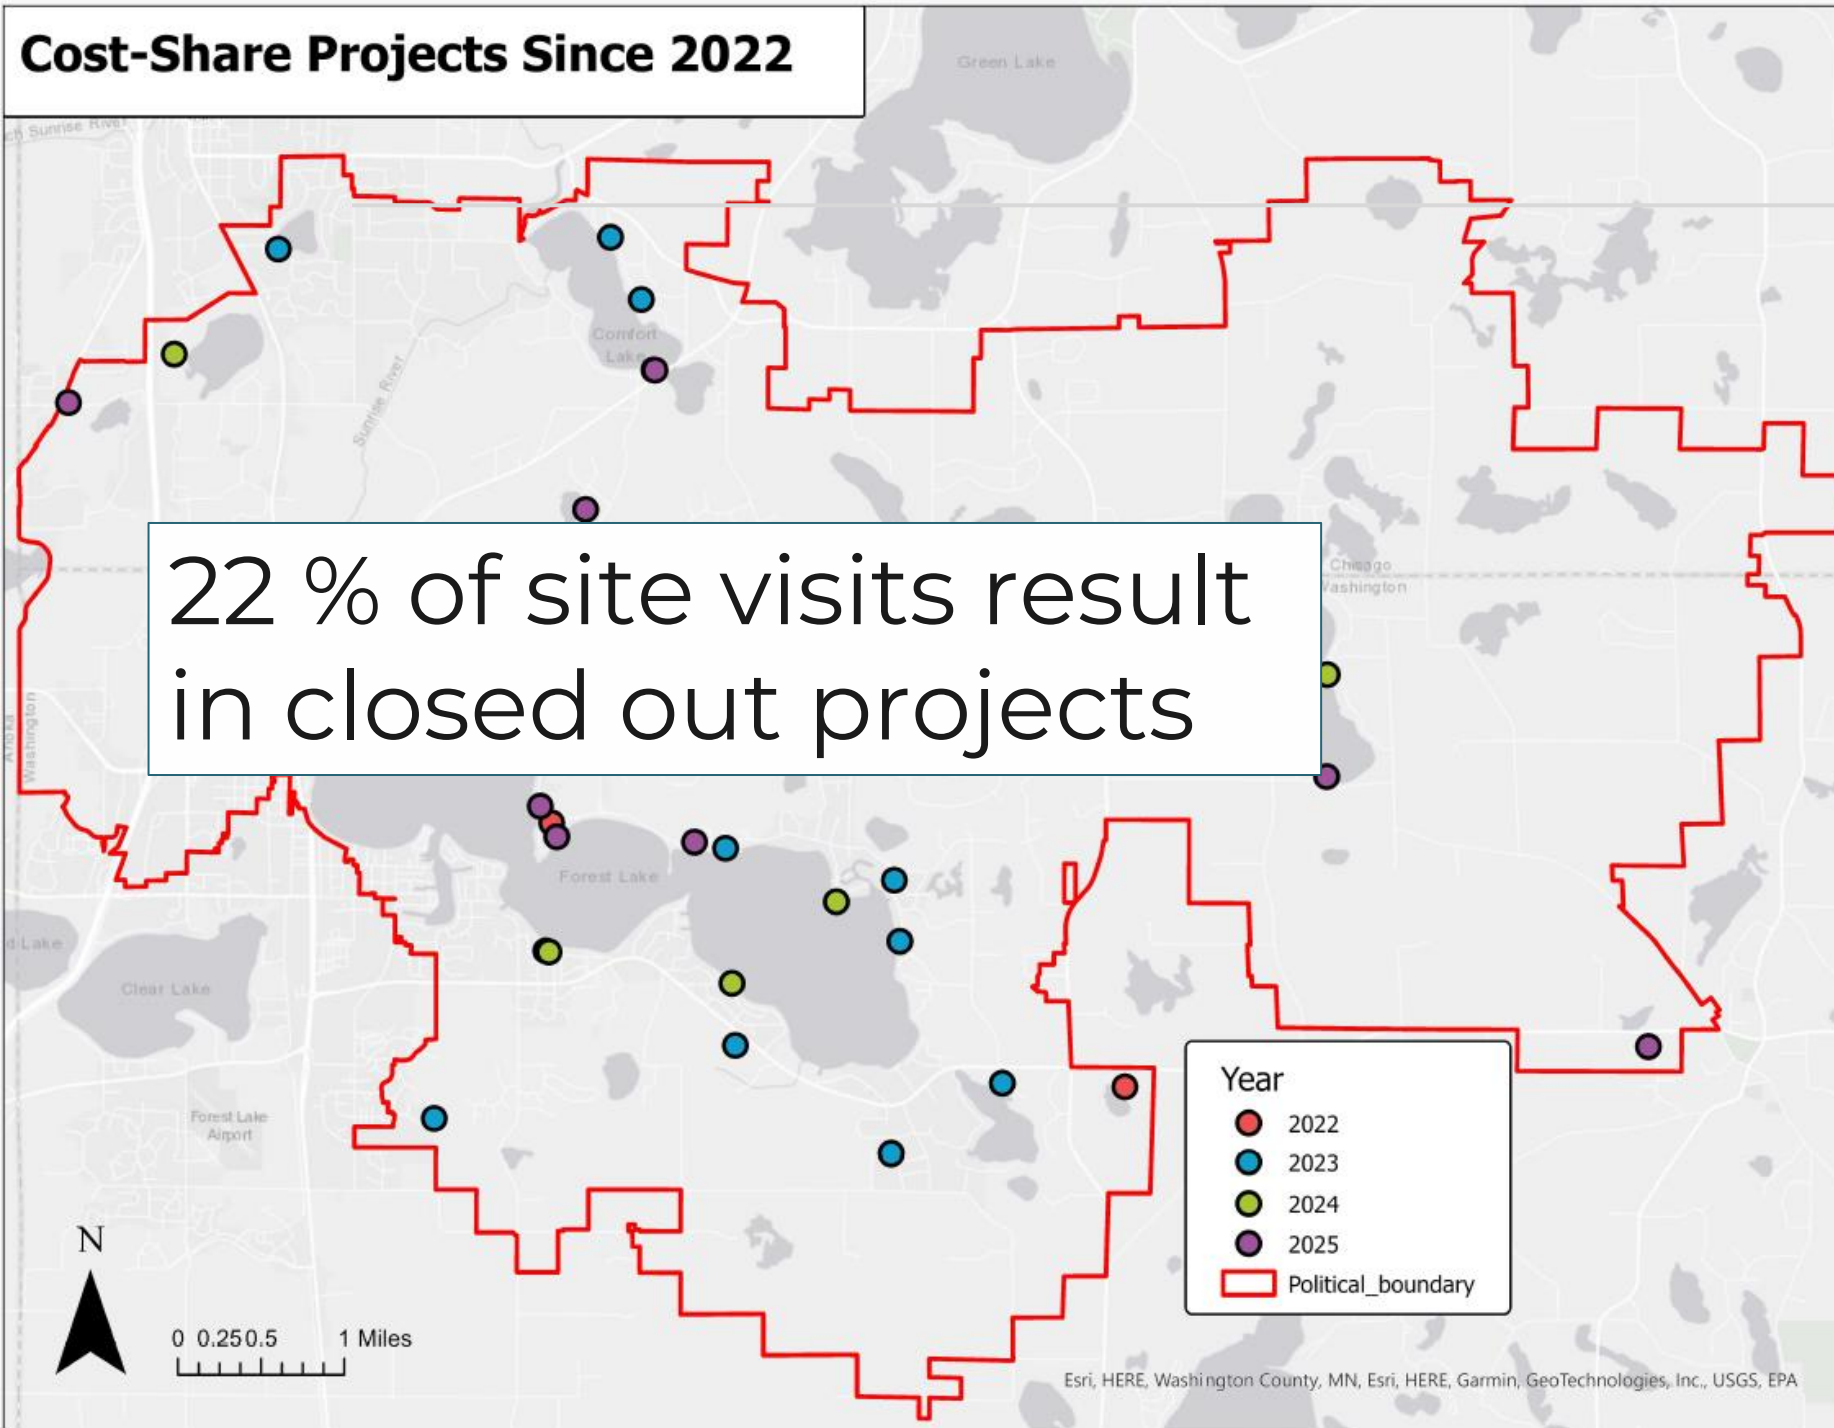 Cost-Share Projects Since 2022
Green Lake
Sunrise River
Comfort
Lake
Sunrise River
22 % of site visits result
in closed out projects
Chisago
Washington
Anoka
Washington
Forest Lake
d Lake
Clear Lake
Forest Lake
Airport
Year
2022
2023
2024
2025
Political_boundary
N
0 0.25 0.5 1 Miles
Esri, HERE, Washington County, MN, Esri, HERE, Garmin, GeoTechnologies, Inc., USGS, EPA